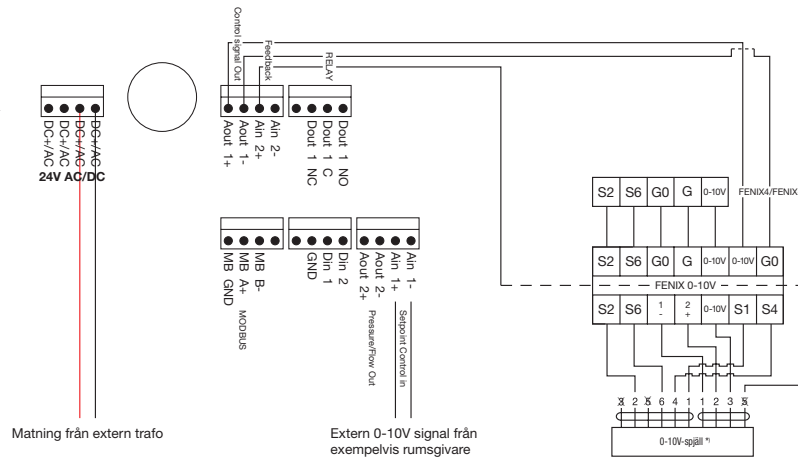 Control signal Out
Feedback
RELAY
DC+/AC
DC+/AC
DC+/AC
DC+/AC
24V AC/DC
Aout 1+
Aout 1-
Ain 2+
Ain 2-
Dout 1 NC
Dout 1 C
Dout 1 NO
S2 S6 G0 G 0-10V
FENIX4/FENIX
MB GND
MB A+
MB B-
MODBUS
GND
Din 1
Din 2
Aout 2+
Aout 2-
Ain 1+
Ain 1-
Pressure/Flow Out
Setpoint Control in
S2 S6 G0 G 0-10V 0-10V G0
FENIX 0-10V
S2 S6 1 - 2 + 0-10V S1 S4
3 2 5 6 4 1 1 2 3 5
0-10V-spjäll *)
Matning från extern trafo
Extern 0-10V signal från
exempelvis rumsgivare